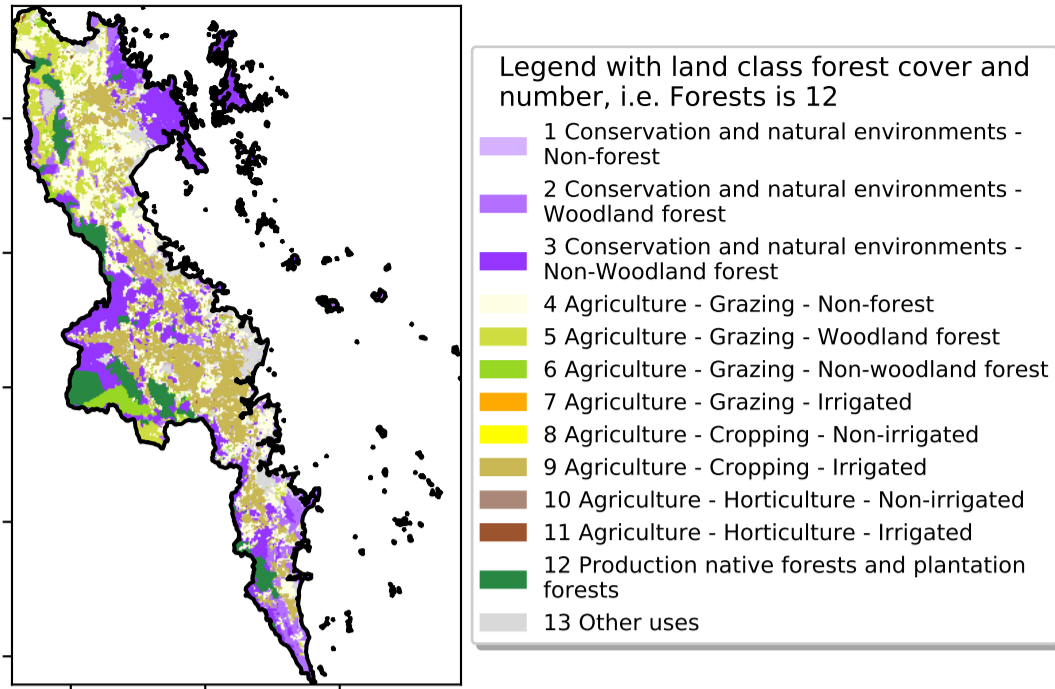 Legend with land class forest cover and
number, i.e. Forests is 12
1 Conservation and natural environments -
Non-forest
2 Conservation and natural environments -
Woodland forest
3 Conservation and natural environments -
Non-Woodland forest
4 Agriculture - Grazing - Non-forest
5 Agriculture - Grazing - Woodland forest
6 Agriculture - Grazing - Non-woodland forest
7 Agriculture - Grazing - Irrigated
8 Agriculture - Cropping - Non-irrigated
9 Agriculture - Cropping - Irrigated
10 Agriculture - Horticulture - Non-irrigated
11 Agriculture - Horticulture - Irrigated
12 Production native forests and plantation
forests
13 Other uses